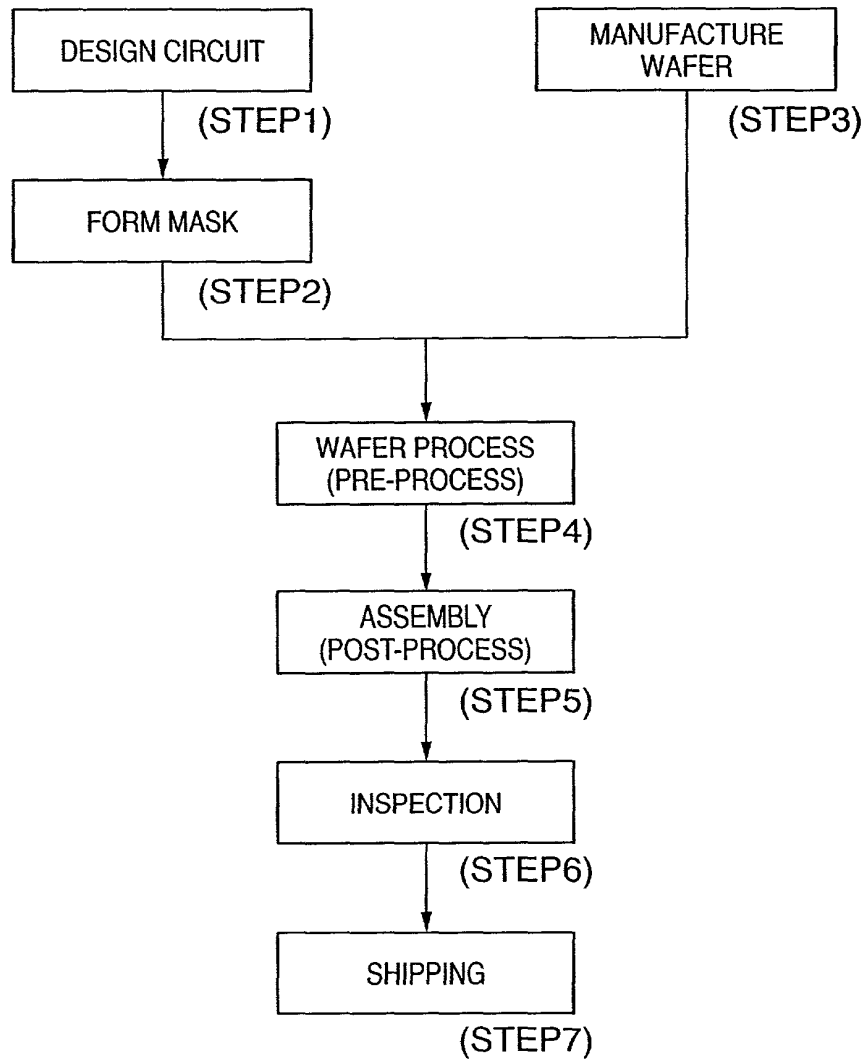 DESIGN CIRCUIT
(STEP1)
FORM MASK
(STEP2)
MANUFACTURE
WAFER
(STEP3)
WAFER PROCESS
(PRE-PROCESS)
(STEP4)
ASSEMBLY
(POST-PROCESS)
(STEP5)
INSPECTION
(STEP6)
SHIPPING
(STEP7)